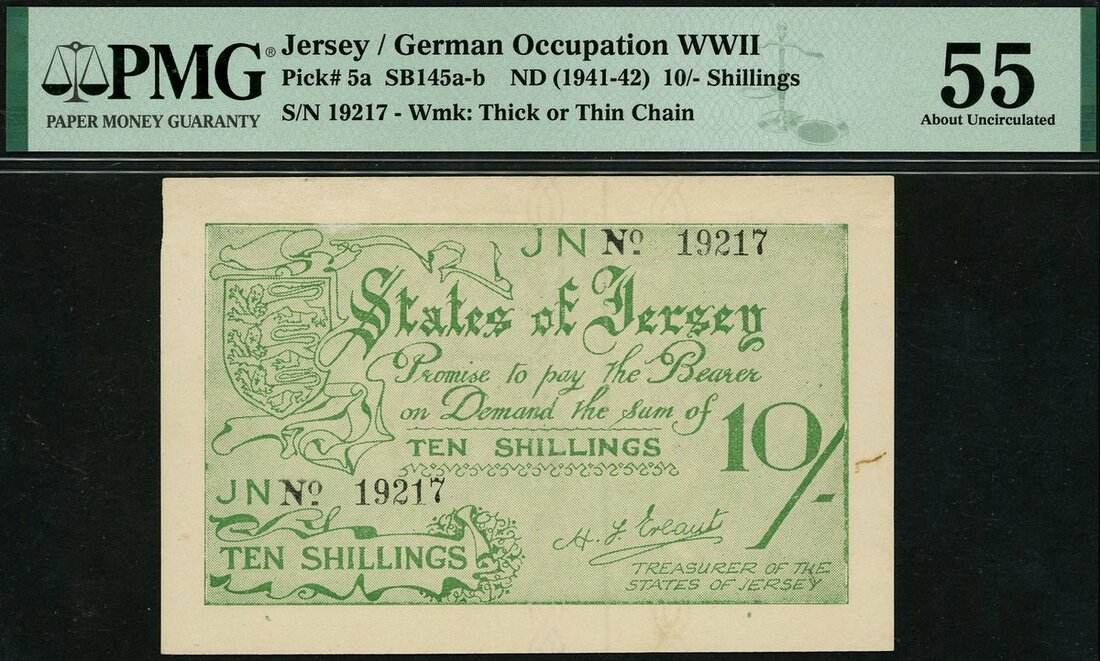 PMG®
PAPER MONEY GUARANTY
Jersey / German Occupation WWII
Pick# 5a SB145a-b ND (1941-42) 10/- Shillings
S/N 19217 - Wmk: Thick or Thin Chain
55
About Uncirculated
JN Nº 19217
States of Jersey
Promise to pay the Bearer
on Demand the sum of
TEN SHILLINGS
10/-
JN Nº 19217
TEN SHILLINGS
H. F. Ereaut
TREASURER OF THE
STATES OF JERSEY